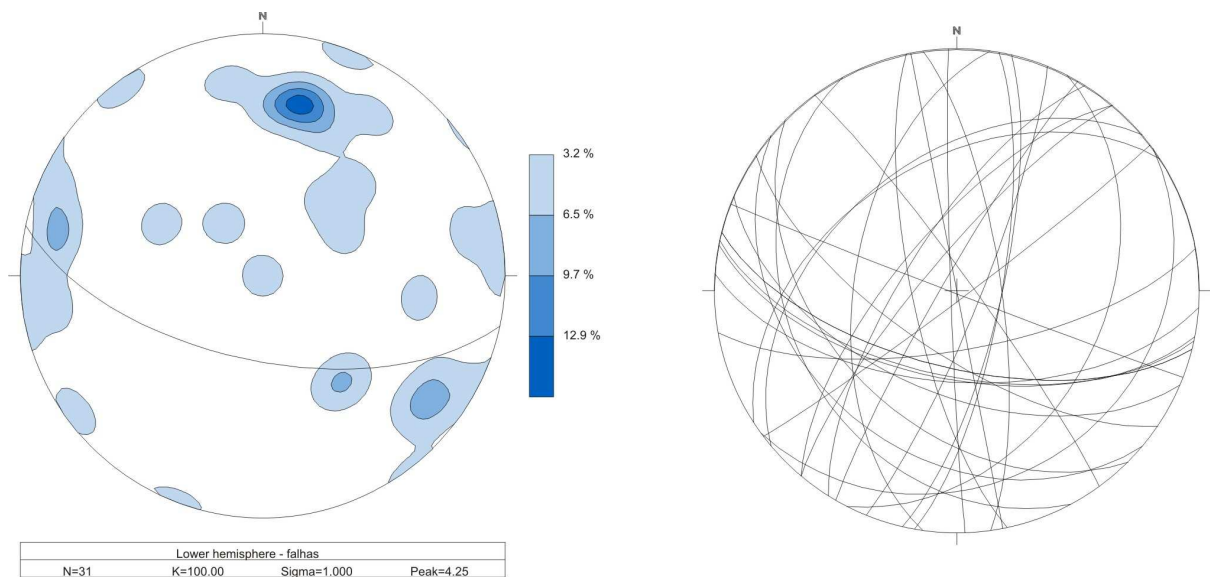 N
N
3.2 %
6.5 %
9.7 %
12.9 %
Lower hemisphere - falhas
N=31 K=100.00 Sigma=1.000 Peak=4.25